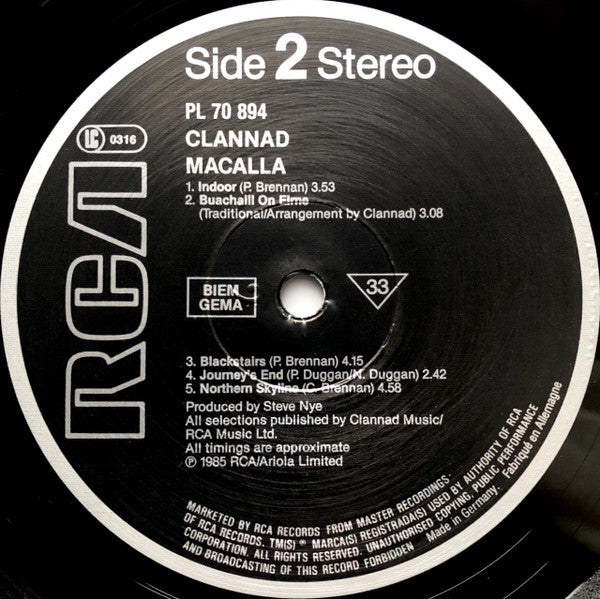 Side 2 Stereo
PL 70 894
LC 0316
CLANNAD
MACALLA
RCA
1. Indoor (P. Brennan) 3.53
2. Buachaill On Eirne
(Traditional/Arrangement by Clannad) 3.08
BIEM
GEMA
33
3. Blackstairs (P. Brennan) 4.15
4. Journey's End (P. Duggan/N. Duggan) 2.42
5. Northern Skyline (C. Brennan) 4.58
Produced by Steve Nye
All selections published by Clannad Music/
RCA Music Ltd.
All timings are approximate
℗ 1985 RCA/Ariola Limited
MARKETED BY RCA RECORDS FROM MASTER RECORDINGS.
OF RCA RECORDS. TM(S) ® MARCA(S) REGISTRADA(S) USED BY AUTHORITY OF RCA
CORPORATION. ALL RIGHTS RESERVED. UNAUTHORISED COPYING, PUBLIC PERFORMANCE
AND BROADCASTING OF THIS RECORD FORBIDDEN
Made in Germany. Fabriqué en Allemagne